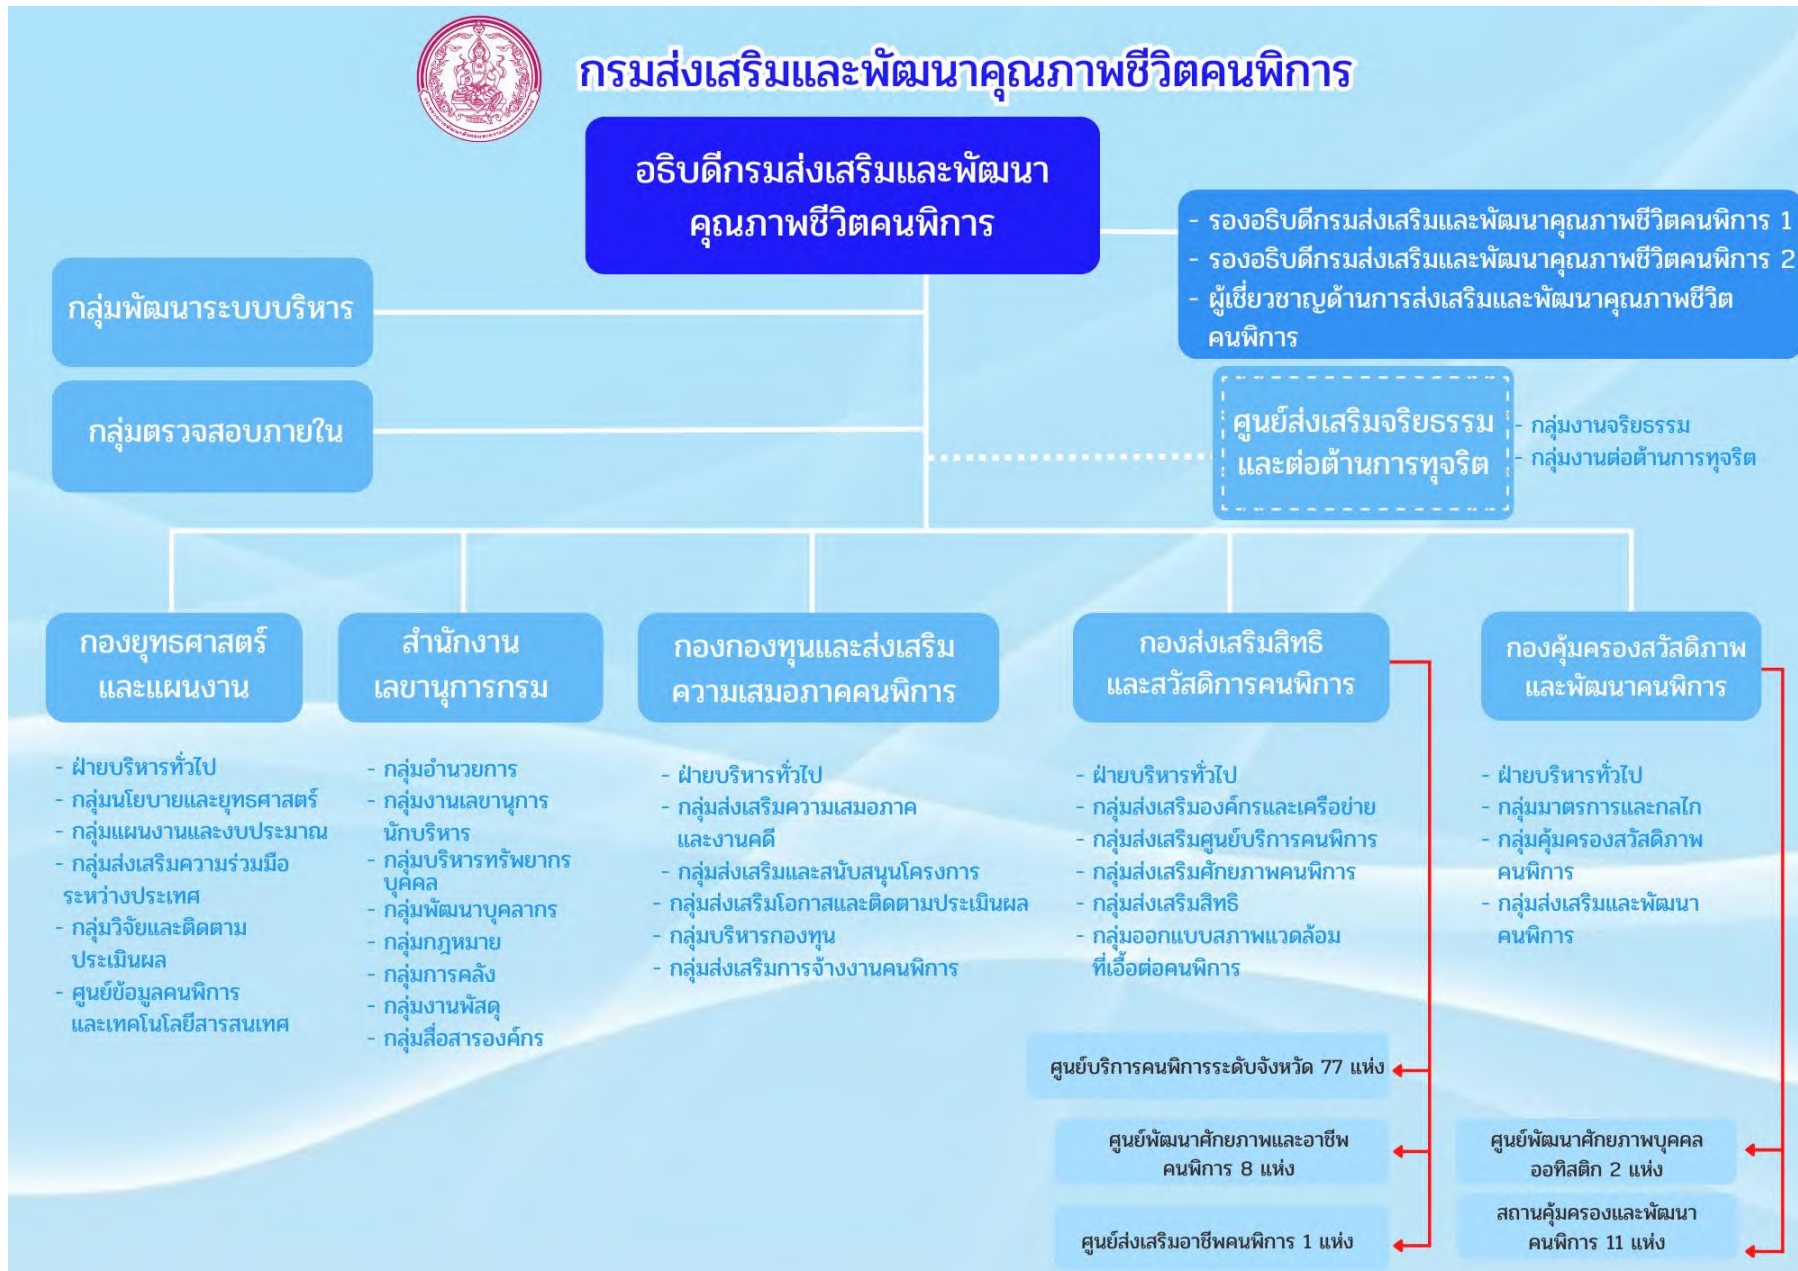 กรมส่งเสริมและพัฒนาคุณภาพชีวิตคนพิการ
อธิบดีกรมส่งเสริมและพัฒนา
คุณภาพชีวิตคนพิการ
- รองอธิบดีกรมส่งเสริมและพัฒนาคุณภาพชีวิตคนพิการ 1
- รองอธิบดีกรมส่งเสริมและพัฒนาคุณภาพชีวิตคนพิการ 2
- ผู้เชี่ยวชาญด้านการส่งเสริมและพัฒนาคุณภาพชีวิต
คนพิการ
กลุ่มพัฒนาระบบบริหาร
กลุ่มตรวจสอบภายใน
ศูนย์ส่งเสริมจริยธรรม
และต่อต้านการทุจริต
- กลุ่มงานจริยธรรม
- กลุ่มงานต่อต้านการทุจริต
กองยุทธศาสตร์
และแผนงาน
- ฝ่ายบริหารทั่วไป
- กลุ่มนโยบายและยุทธศาสตร์
- กลุ่มแผนงานและงบประมาณ
- กลุ่มส่งเสริมความร่วมมือ
ระหว่างประเทศ
- กลุ่มวิจัยและติดตาม
ประเมินผล
- ศูนย์ข้อมูลคนพิการ
และเทคโนโลยีสารสนเทศ
สำนักงาน
เลขานุการกรม
- กลุ่มอำนวยการ
- กลุ่มงานเลขานุการ
นักบริหาร
- กลุ่มบริหารทรัพยากร
บุคคล
- กลุ่มพัฒนาบุคลากร
- กลุ่มกฎหมาย
- กลุ่มการคลัง
- กลุ่มงานพัสดุ
- กลุ่มสื่อสารองค์กร
กองกองทุนและส่งเสริม
ความเสมอภาคคนพิการ
- ฝ่ายบริหารทั่วไป
- กลุ่มส่งเสริมความเสมอภาค
และงานคดี
- กลุ่มส่งเสริมและสนับสนุนโครงการ
- กลุ่มส่งเสริมโอกาสและติดตามประเมินผล
- กลุ่มบริหารกองทุน
- กลุ่มส่งเสริมการจ้างงานคนพิการ
กองส่งเสริมสิทธิ
และสวัสดิการคนพิการ
- ฝ่ายบริหารทั่วไป
- กลุ่มส่งเสริมองค์กรและเครือข่าย
- กลุ่มส่งเสริมศูนย์บริการคนพิการ
- กลุ่มส่งเสริมศักยภาพคนพิการ
- กลุ่มส่งเสริมสิทธิ
- กลุ่มออกแบบสภาพแวดล้อม
ที่เอื้อต่อคนพิการ
ศูนย์บริการคนพิการระดับจังหวัด 77 แห่ง
ศูนย์พัฒนาศักยภาพและอาชีพ
คนพิการ 8 แห่ง
ศูนย์ส่งเสริมอาชีพคนพิการ 1 แห่ง
กองคุ้มครองสวัสดิภาพ
และพัฒนาคนพิการ
- ฝ่ายบริหารทั่วไป
- กลุ่มมาตรการและกลไก
- กลุ่มคุ้มครองสวัสดิภาพ
คนพิการ
- กลุ่มส่งเสริมและพัฒนา
คนพิการ
ศูนย์พัฒนาศักยภาพบุคคล
ออทิสติก 2 แห่ง
สถานคุ้มครองและพัฒนา
คนพิการ 11 แห่ง